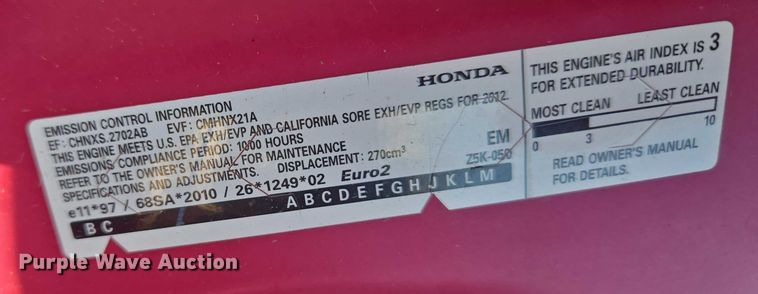 HONDA
EMISSION CONTROL INFORMATION
EF: CHNXS.2702AB EVF: CNHNX21A
THIS ENGINE MEETS U.S. EPA EXH/EVP AND CALIFORNIA SORE EXH/EVP REGS FOR 2012.
EMISSIONS COMPLIANCE PERIOD: 1000 HOURS
REFER TO THE OWNER'S MANUAL FOR MAINTENANCE
SPECIFICATIONS AND ADJUSTMENTS. DISPLACEMENT: 270cm³
EM
Z5K-050
e11*97 / 68SA*2010 / 26*1249*02 Euro2
B C A B C D E F G H J K L M
THIS ENGINE'S AIR INDEX IS 3
FOR EXTENDED DURABILITY.
MOST CLEAN LEAST CLEAN
0 3 10
READ OWNER'S MANUAL
FOR DETAILS.
Purple Wave Auction